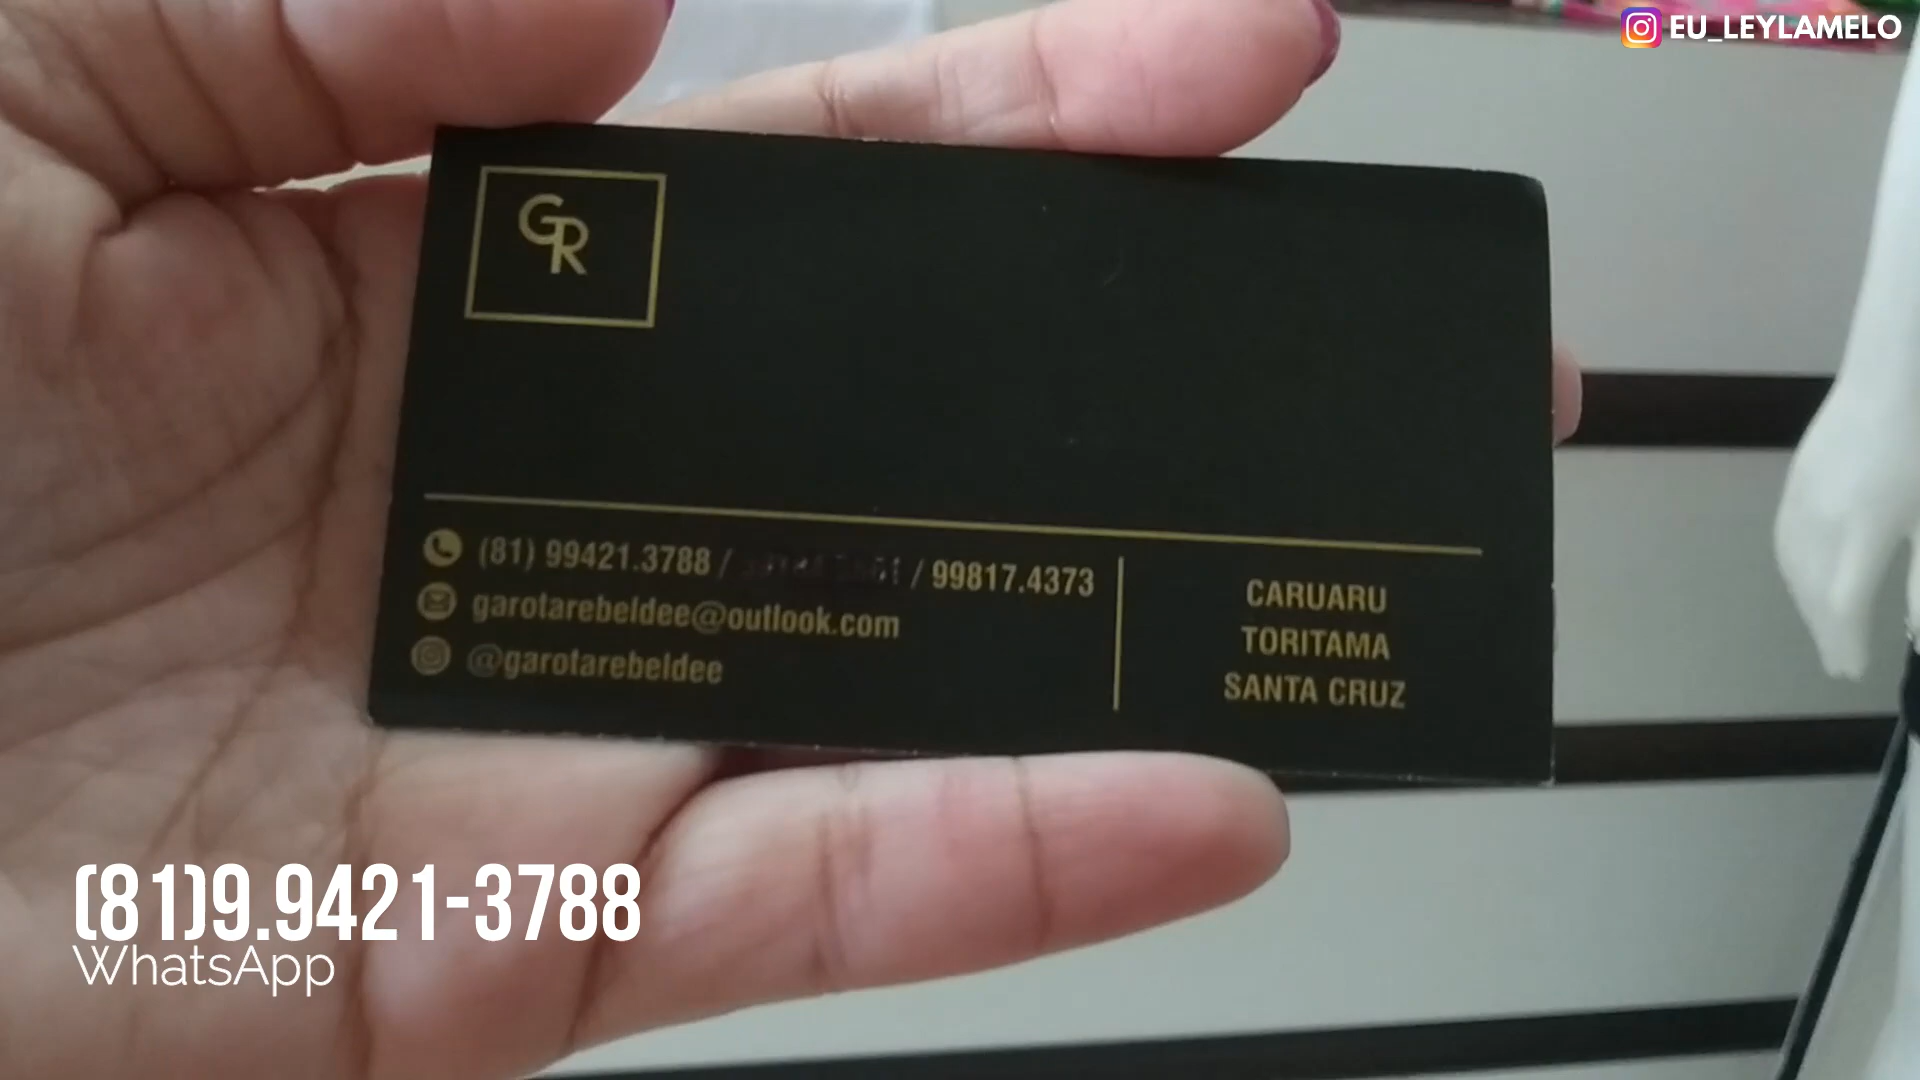 EU_LEYLAMELO
GR
(81) 99421.3788 / / 99817.4373
garotarebeldee@outlook.com
@garotarebeldee
CARUARU
TORITAMA
SANTA CRUZ
(81)9.9421-3788
WhatsApp